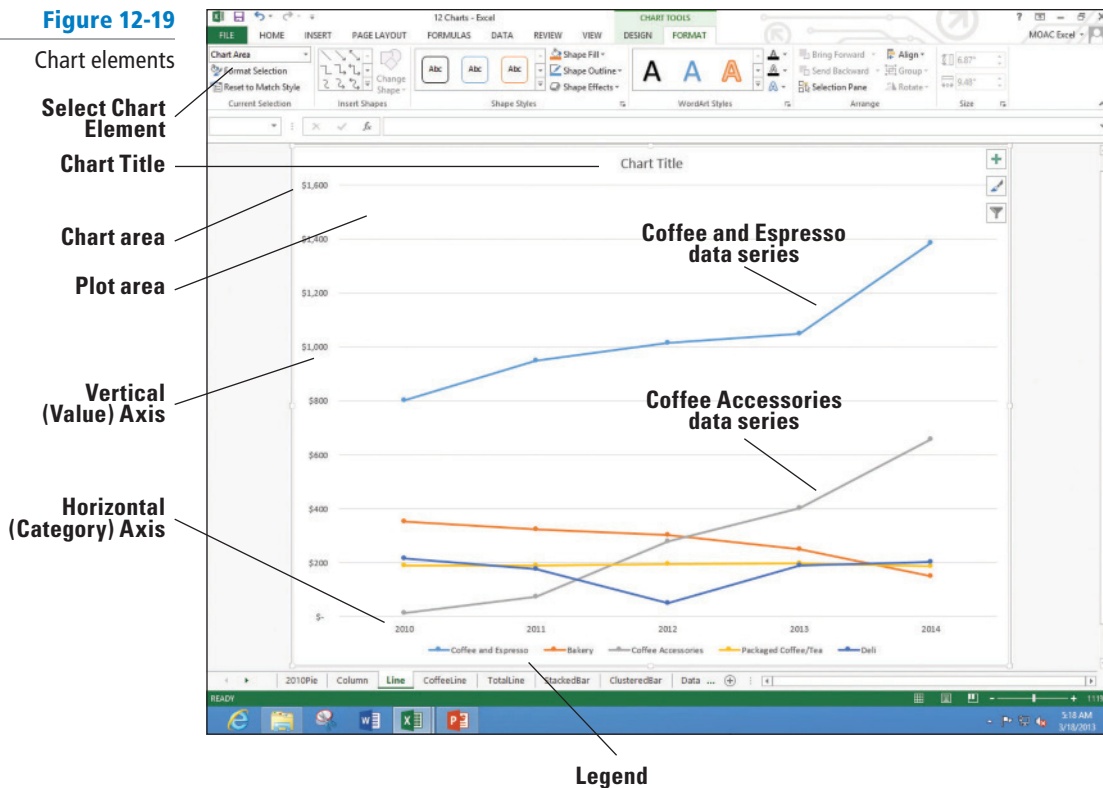 Figure 12-19
Chart elements
Select Chart
Element
Chart Title
Chart area
Plot area
Vertical
(Value) Axis
Horizontal
(Category) Axis
12 Charts - Excel
CHART TOOLS
FILE HOME INSERT PAGE LAYOUT FORMULAS DATA REVIEW VIEW DESIGN FORMAT
MOAC Excel
Chart Area
Format Selection
Reset to Match Style
Current Selection
Change
Shape
Insert Shapes
Abc Abc Abc
Shape Fill
Shape Outline
Shape Effects
Shape Styles
A A A
WordArt Styles
Bring Forward
Send Backward
Selection Pane
Align
Group
Rotate
Arrange
6.07"
9.48"
Size
fx
Chart Title
$1,600
$1,400
$1,200
$1,000
$800
$600
$400
$200
$-
Coffee and Espresso
data series
Coffee Accessories
data series
2010 2011 2012 2013 2014
Coffee and Espresso Bakery Coffee Accessories Packaged Coffee/Tea Deli
2010Pie Column Line CoffeeLine TotalLine StackedBar ClusteredBar Data ...
READY
5:18 AM
3/18/2013
Legend